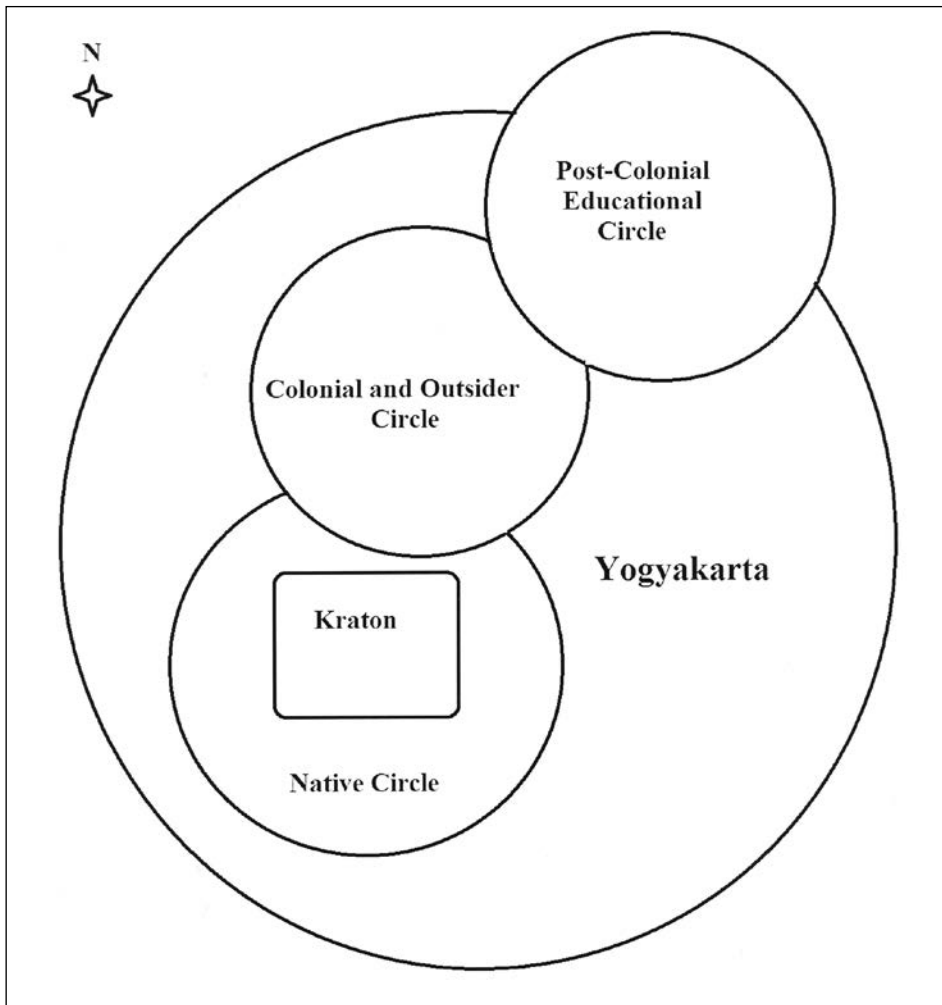 N
Post-Colonial
Educational
Circle
Colonial and Outsider
Circle
Yogyakarta
Kraton
Native Circle